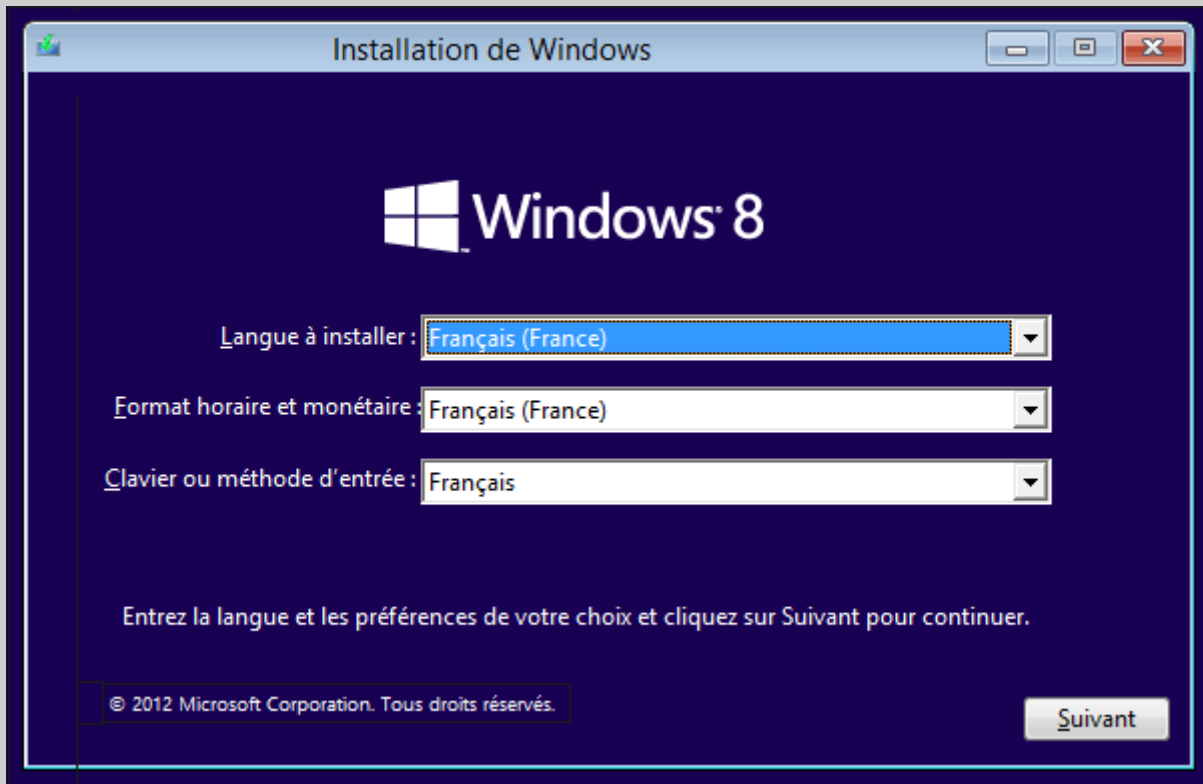 Installation de Windows
Windows 8
Langue à installer : Français (France)
Format horaire et monétaire : Français (France)
Clavier ou méthode d'entrée : Français
Entrez la langue et les préférences de votre choix et cliquez sur Suivant pour continuer.
© 2012 Microsoft Corporation. Tous droits réservés.
Suivant